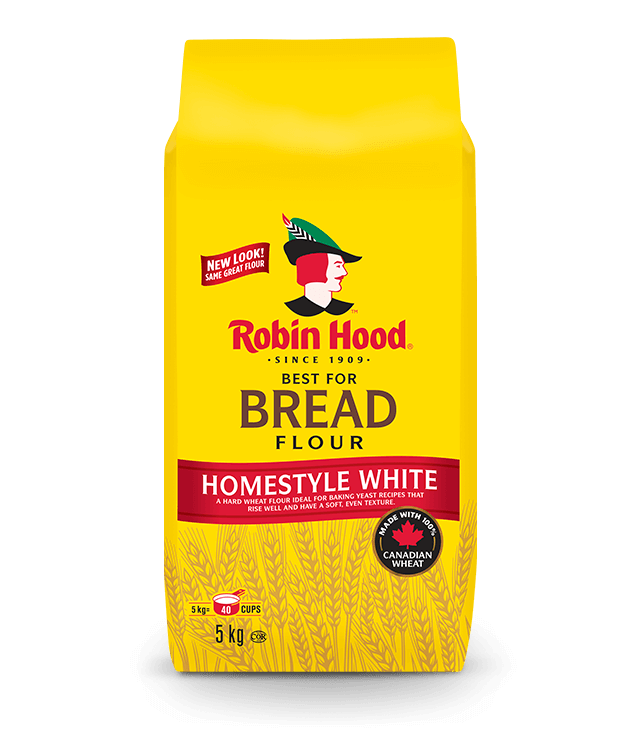 NEW LOOK!
SAME GREAT FLOUR
Robin Hood®
™
•SINCE 1909•
BEST FOR
BREAD
FLOUR
HOMESTYLE WHITE
A HARD WHEAT FLOUR IDEAL FOR BAKING YEAST RECIPES THAT
RISE WELL AND HAVE A SOFT, EVEN TEXTURE.
MADE WITH 100%
CANADIAN
WHEAT
5 kg= 40 CUPS
5 kg COR